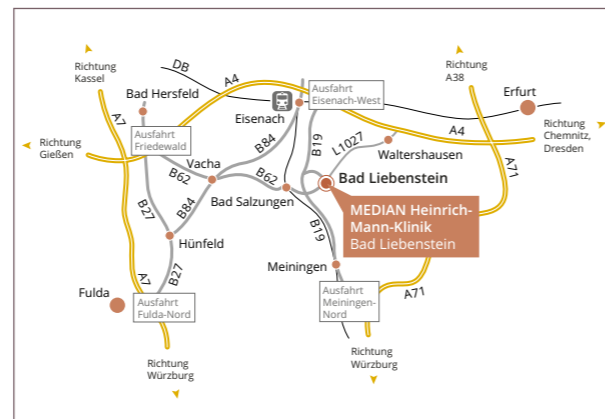 Richtung
Kassel
DB
A4
Richtung
A38
Bad Hersfeld
A7
Ausfahrt
Eisenach-West
Erfurt
Eisenach
Ausfahrt
Friedewald
Richtung
Gießen
B84
B19
L1027
A4
Richtung
Chemnitz,
Dresden
Waltershausen
Vacha
B62
B62
A71
Bad Liebenstein
Bad Salzungen
B27
B84
MEDIAN Heinrich-
Mann-Klinik
Bad Liebenstein
B19
Hünfeld
Meiningen
A7
B27
Fulda
Ausfahrt
Fulda-Nord
Ausfahrt
Meiningen-
Nord
A71
Richtung
Würzburg
Richtung
Würzburg